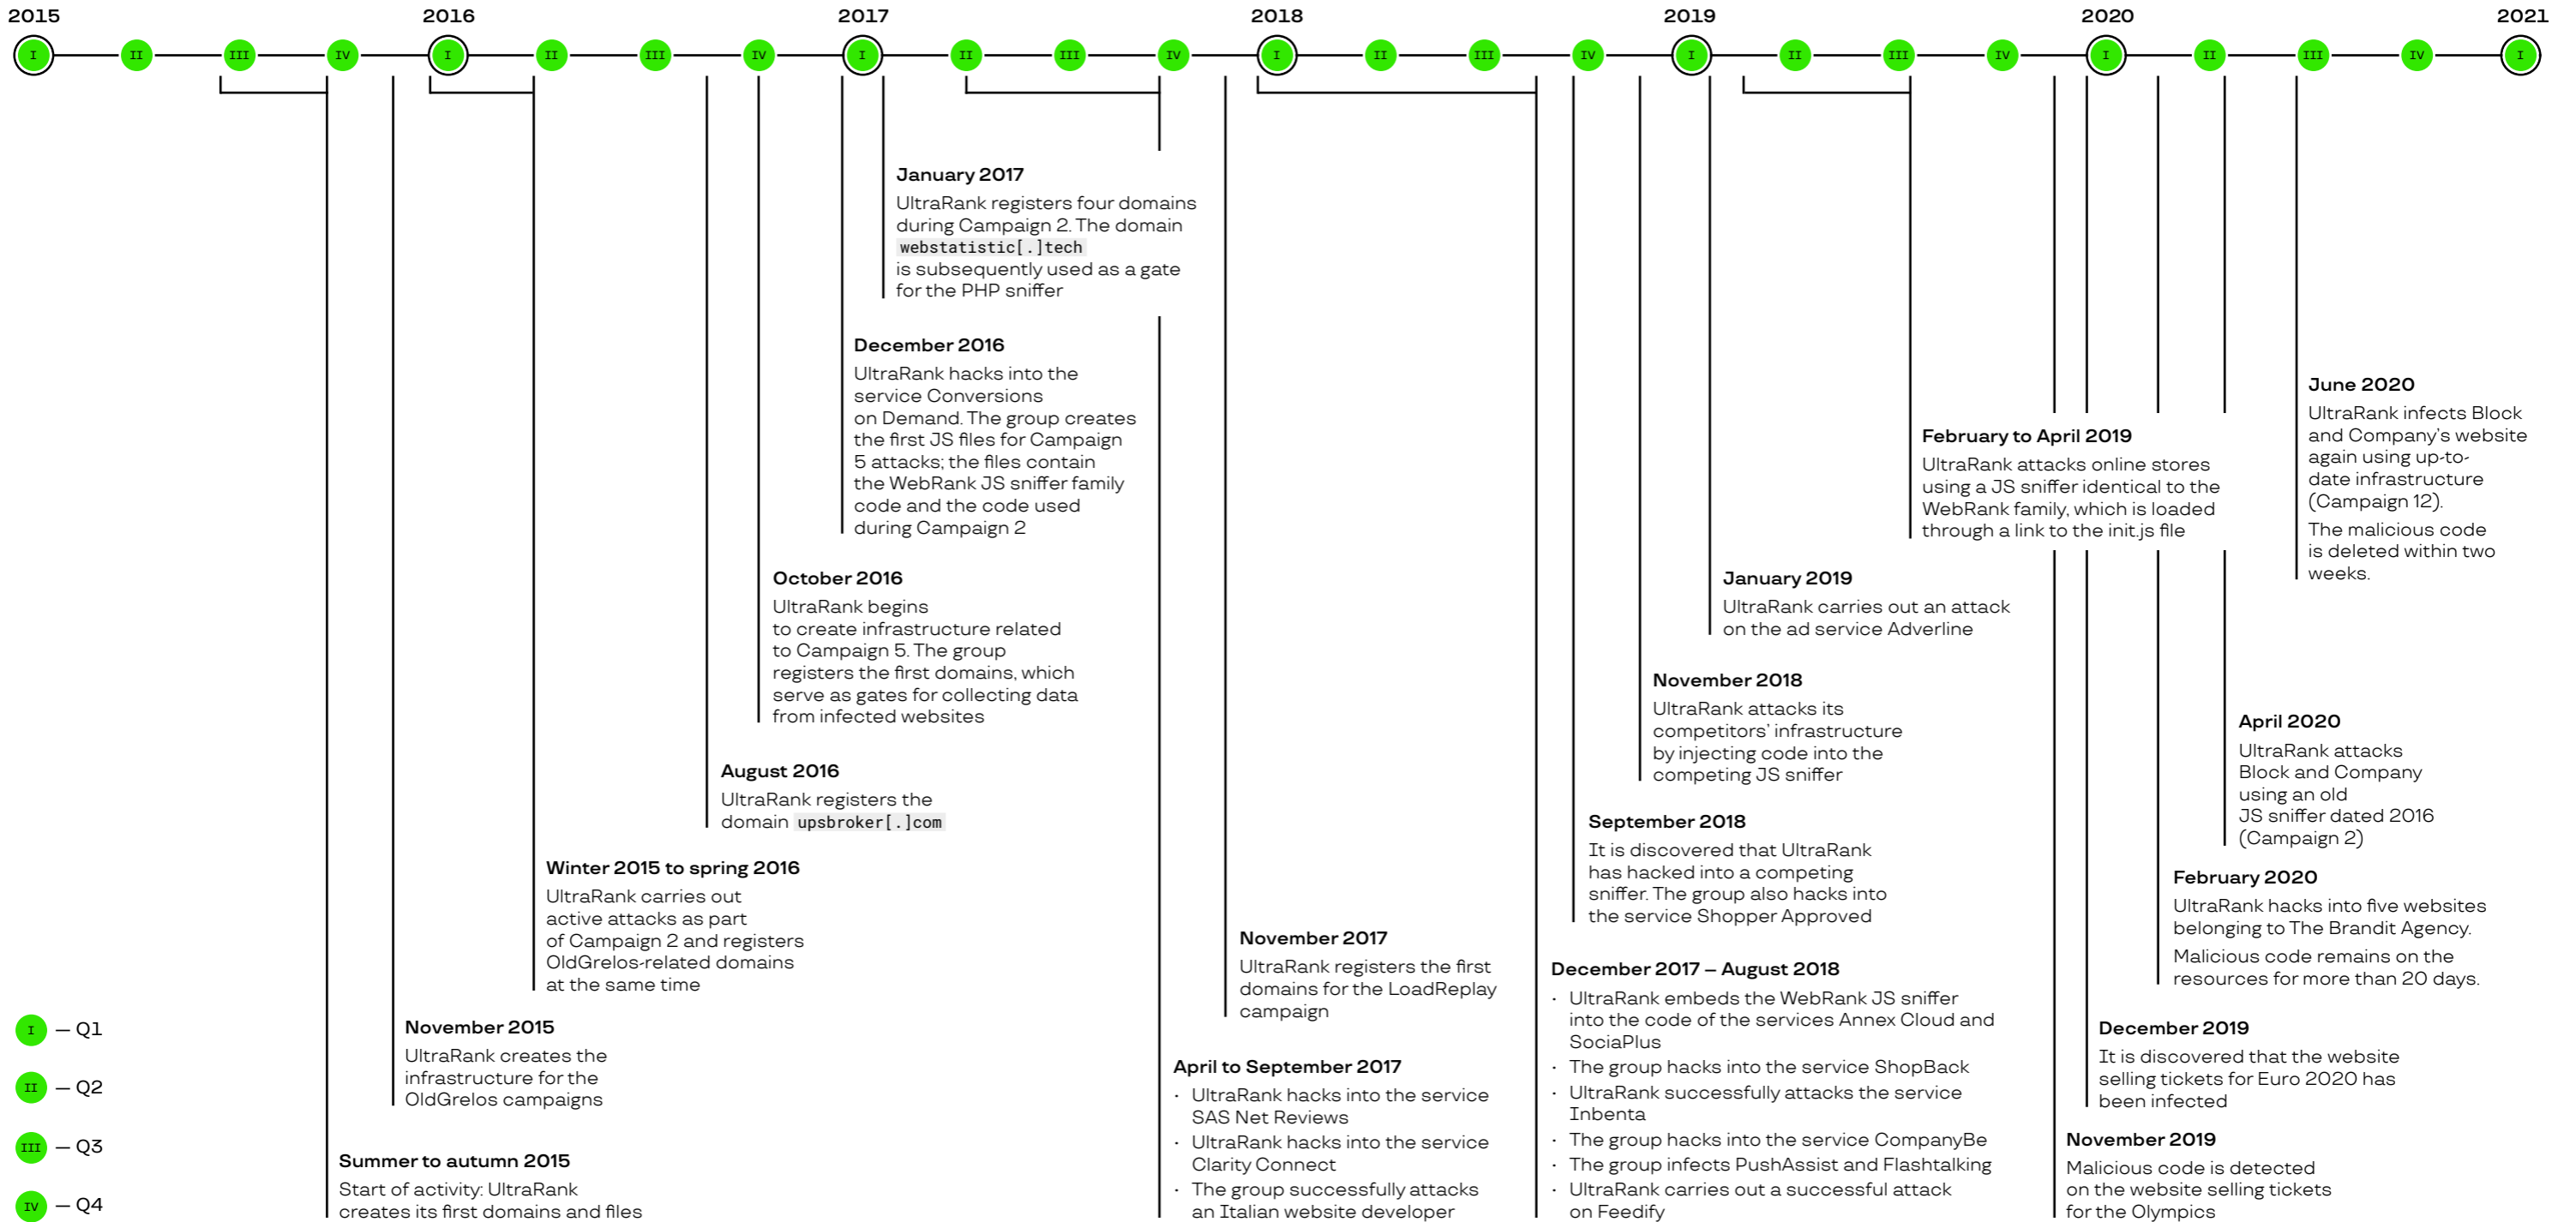 2015
2016
2017
2018
2019
2020
2021
I
II
III
IV
I
II
III
IV
I
II
III
IV
I
II
III
IV
I
II
III
IV
I
II
III
IV
I
January 2017
UltraRank registers four domains
during Campaign 2. The domain
webstatistic[.]tech
is subsequently used as a gate
for the PHP sniffer
December 2016
UltraRank hacks into the
service Conversions
on Demand. The group creates
the first JS files for Campaign
5 attacks; the files contain
the WebRank JS sniffer family
code and the code used
during Campaign 2
October 2016
UltraRank begins
to create infrastructure related
to Campaign 5. The group
registers the first domains, which
serve as gates for collecting data
from infected websites
August 2016
UltraRank registers the
domain upsbroker[.]com
Winter 2015 to spring 2016
UltraRank carries out
active attacks as part
of Campaign 2 and registers
OldGrelos-related domains
at the same time
November 2015
UltraRank creates the
infrastructure for the
OldGrelos campaigns
Summer to autumn 2015
Start of activity: UltraRank
creates its first domains and files
I — Q1
II — Q2
III — Q3
IV — Q4
November 2017
UltraRank registers the first
domains for the LoadReplay
campaign
April to September 2017
· UltraRank hacks into the service
SAS Net Reviews
· UltraRank hacks into the service
Clarity Connect
· The group successfully attacks
an Italian website developer
June 2020
UltraRank infects Block
and Company's website
again using up-to-
date infrastructure
(Campaign 12).
The malicious code
is deleted within two
weeks.
February to April 2019
UltraRank attacks online stores
using a JS sniffer identical to the
WebRank family, which is loaded
through a link to the init.js file
January 2019
UltraRank carries out an attack
on the ad service Adverline
November 2018
UltraRank attacks its
competitors' infrastructure
by injecting code into the
competing JS sniffer
September 2018
It is discovered that UltraRank
has hacked into a competing
sniffer. The group also hacks into
the service Shopper Approved
December 2017 – August 2018
· UltraRank embeds the WebRank JS sniffer
into the code of the services Annex Cloud and
SociaPlus
· The group hacks into the service ShopBack
· UltraRank successfully attacks the service
Inbenta
· The group hacks into the service CompanyBe
· The group infects PushAssist and Flashtalking
· UltraRank carries out a successful attack
on Feedify
April 2020
UltraRank attacks
Block and Company
using an old
JS sniffer dated 2016
(Campaign 2)
February 2020
UltraRank hacks into five websites
belonging to The Brandit Agency.
Malicious code remains on the
resources for more than 20 days.
December 2019
It is discovered that the website
selling tickets for Euro 2020 has
been infected
November 2019
Malicious code is detected
on the website selling tickets
for the Olympics